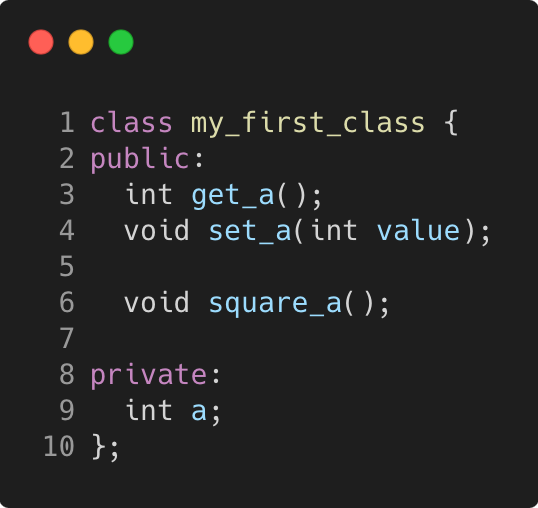 1 class my_first_class {
2 public:
3   int get_a();
4   void set_a(int value);
5
6   void square_a();
7
8 private:
9   int a;
10 };